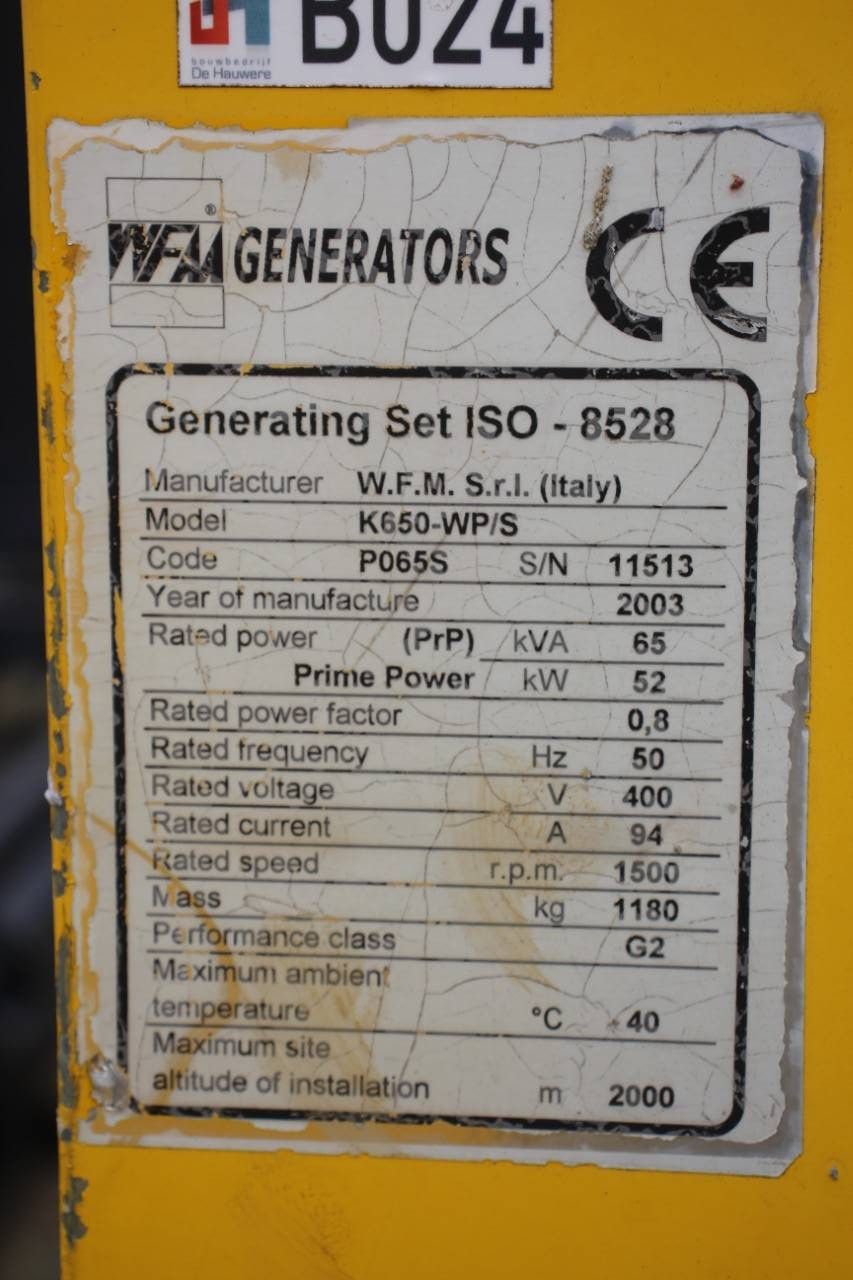 B024
bouwbedrijf
De Hauwere
WFM® GENERATORS CE
Generating Set ISO - 8528
Manufacturer W.F.M. S.r.l. (Italy)
Model K650-WP/S
Code P065S S/N 11513
Year of manufacture 2003
Rated power (PrP) kVA 65
Prime Power kW 52
Rated power factor 0,8
Rated frequency Hz 50
Rated voltage V 400
Rated current A 94
Rated speed r.p.m. 1500
Mass kg 1180
Performance class G2
Maximum ambient
temperature °C 40
Maximum site
altitude of installation m 2000